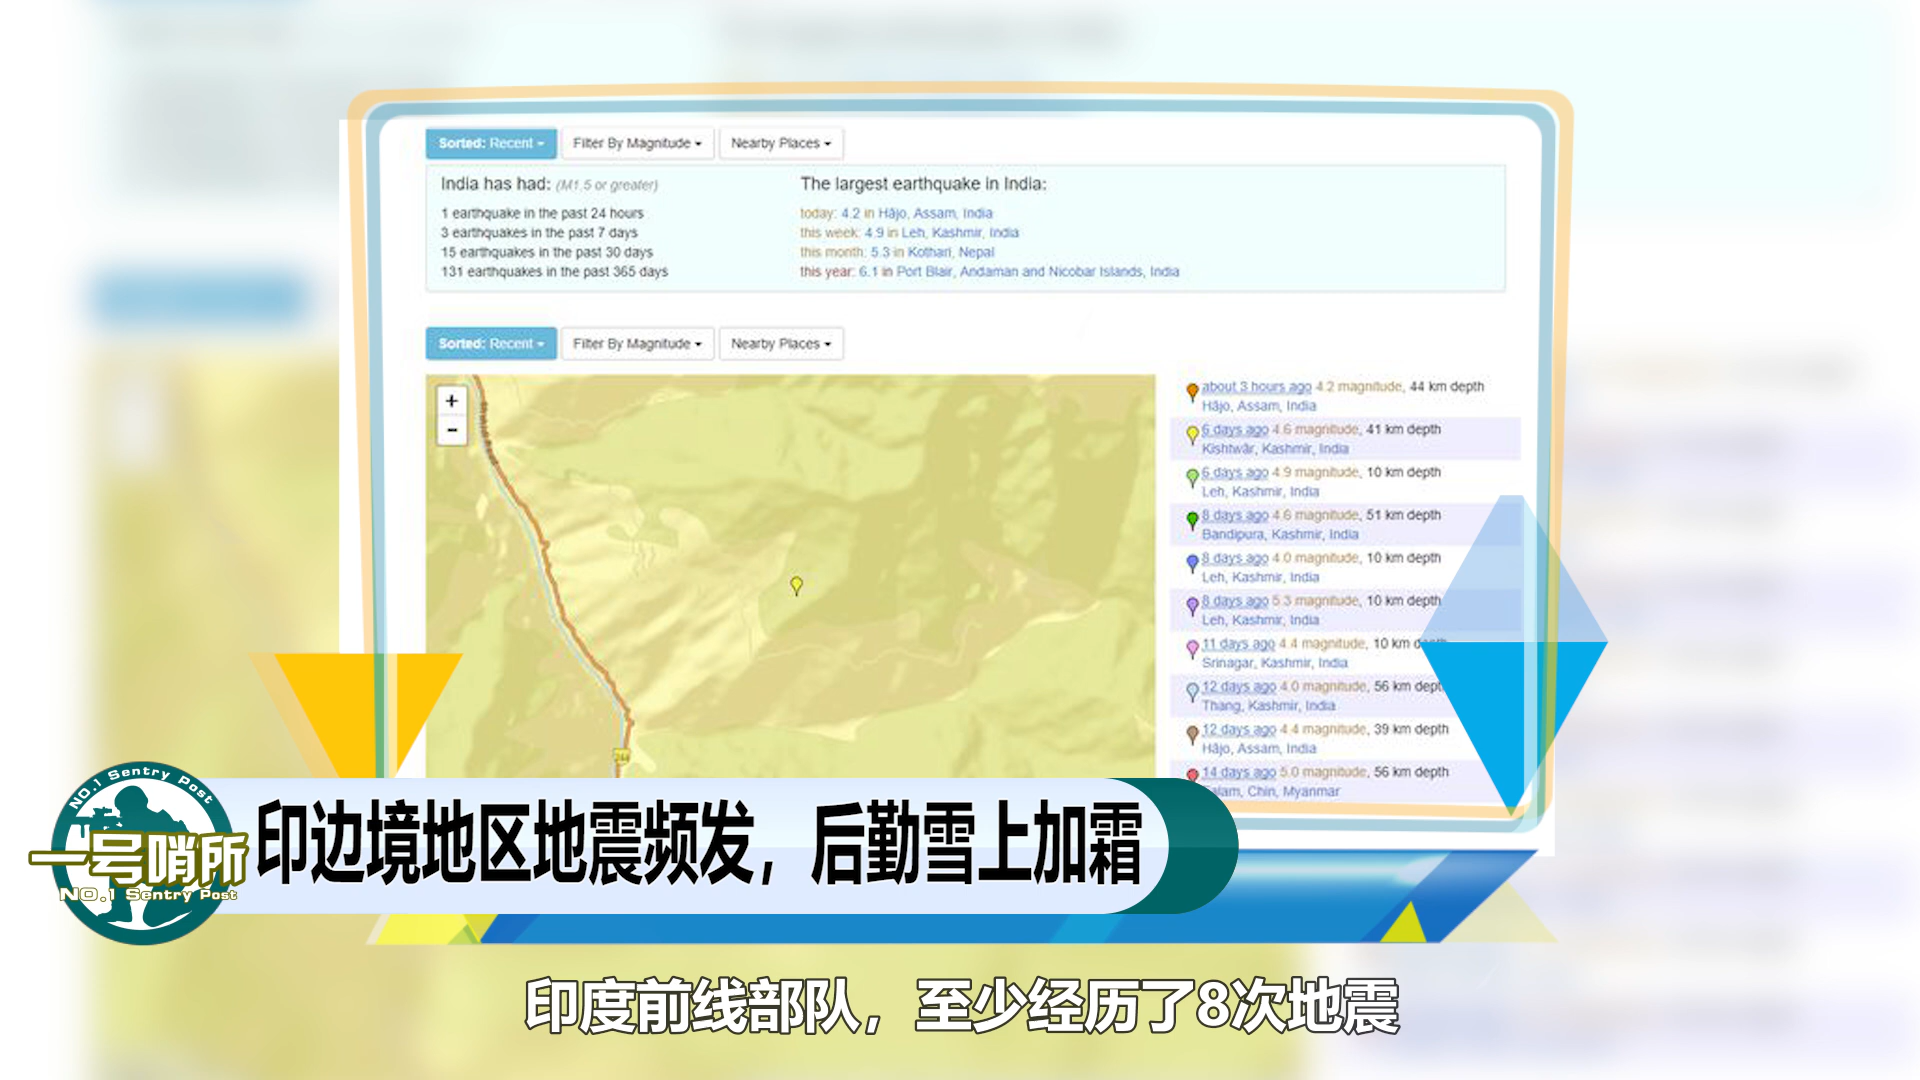 Sorted: Recent
Filter By Magnitude
Nearby Places
India has had: (M1.5 or greater)
1 earthquake in the past 24 hours
3 earthquakes in the past 7 days
15 earthquakes in the past 30 days
131 earthquakes in the past 365 days
The largest earthquake in India:
today: 4.2 in Hājo, Assam, India
this week: 4.9 in Leh, Kashmir, India
this month: 5.3 in Kothari, Nepal
this year: 6.1 in Port Blair, Andaman and Nicobar Islands, India
Sorted: Recent
Filter By Magnitude
Nearby Places
+
-
244
about 3 hours ago 4.2 magnitude, 44 km depth
Hājo, Assam, India
6 days ago 4.6 magnitude, 41 km depth
Kishtwār, Kashmir, India
6 days ago 4.9 magnitude, 10 km depth
Leh, Kashmir, India
8 days ago 4.6 magnitude, 51 km depth
Bandipura, Kashmir, India
8 days ago 4.0 magnitude, 10 km depth
Leh, Kashmir, India
8 days ago 5.3 magnitude, 10 km depth
Leh, Kashmir, India
11 days ago 4.4 magnitude, 10 km depth
Srinagar, Kashmir, India
12 days ago 4.0 magnitude, 56 km depth
Thang, Kashmir, India
12 days ago 4.4 magnitude, 39 km depth
Hājo, Assam, India
14 days ago 5.0 magnitude, 56 km depth
Falam, Chin, Myanmar
NO.1 Sentry Post
一号哨所
NO.1 Sentry Post
印边境地区地震频发，后勤雪上加霜
印度前线部队，至少经历了8次地震